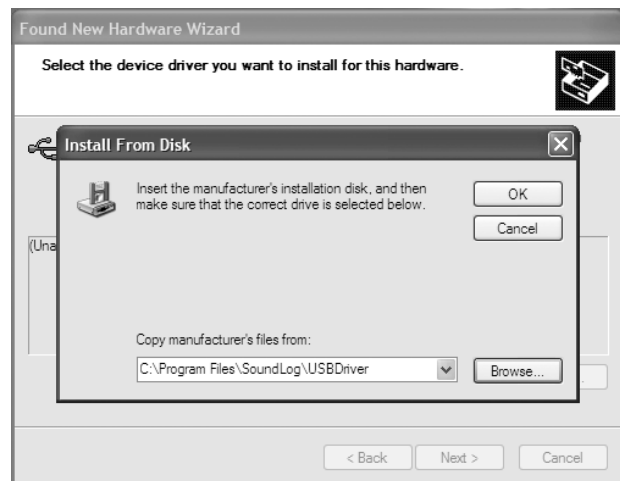 Found New Hardware Wizard
Select the device driver you want to install for this hardware.
Install From Disk
Insert the manufacturer's installation disk, and then
make sure that the correct drive is selected below.
OK
Cancel
(Una
Copy manufacturer's files from:
C:\Program Files\SoundLog\USBDriver
Browse...
< Back
Next >
Cancel